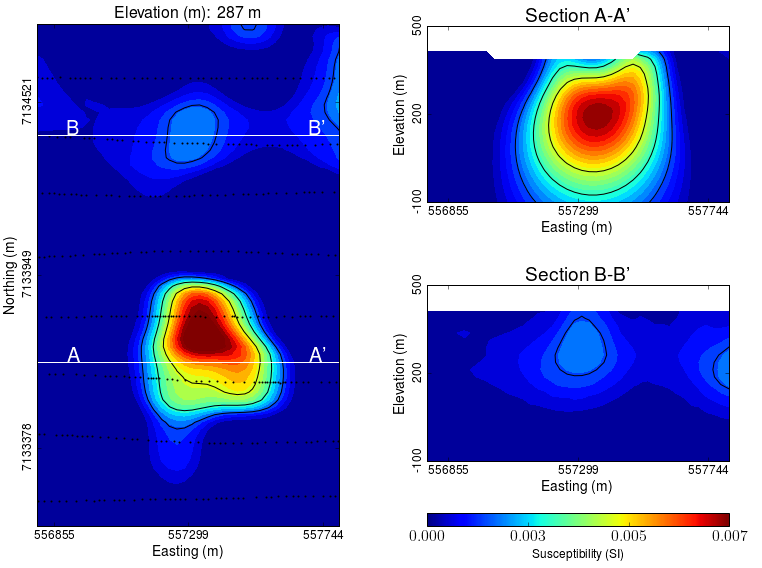 Elevation (m): 287 m
7134521
B
B'
Northing (m)
7133949
A
A'
7133378
556855
557299
557744
Easting (m)
Section A-A'
500
Elevation (m)
200
-100
556855
557299
557744
Easting (m)
Section B-B'
500
Elevation (m)
200
-100
556855
557299
557744
Easting (m)
0.000
0.003
0.005
0.007
Susceptibility (SI)